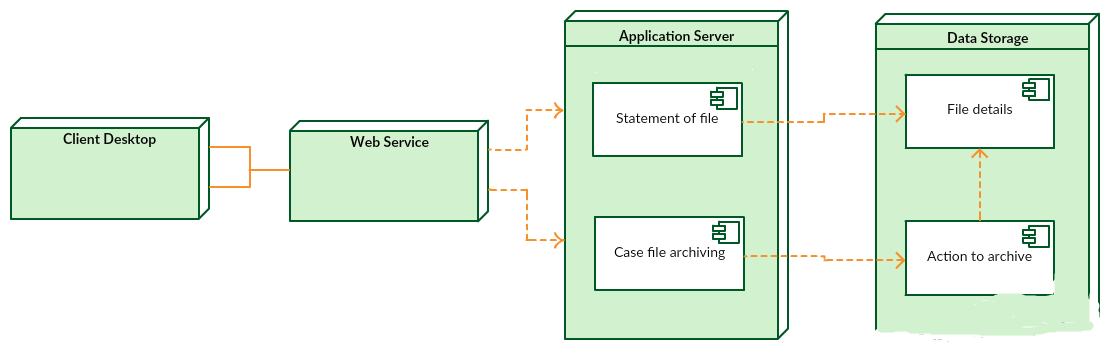 Client Desktop
Web Service
Application Server
Statement of file
Case file archiving
Data Storage
File details
Action to archive